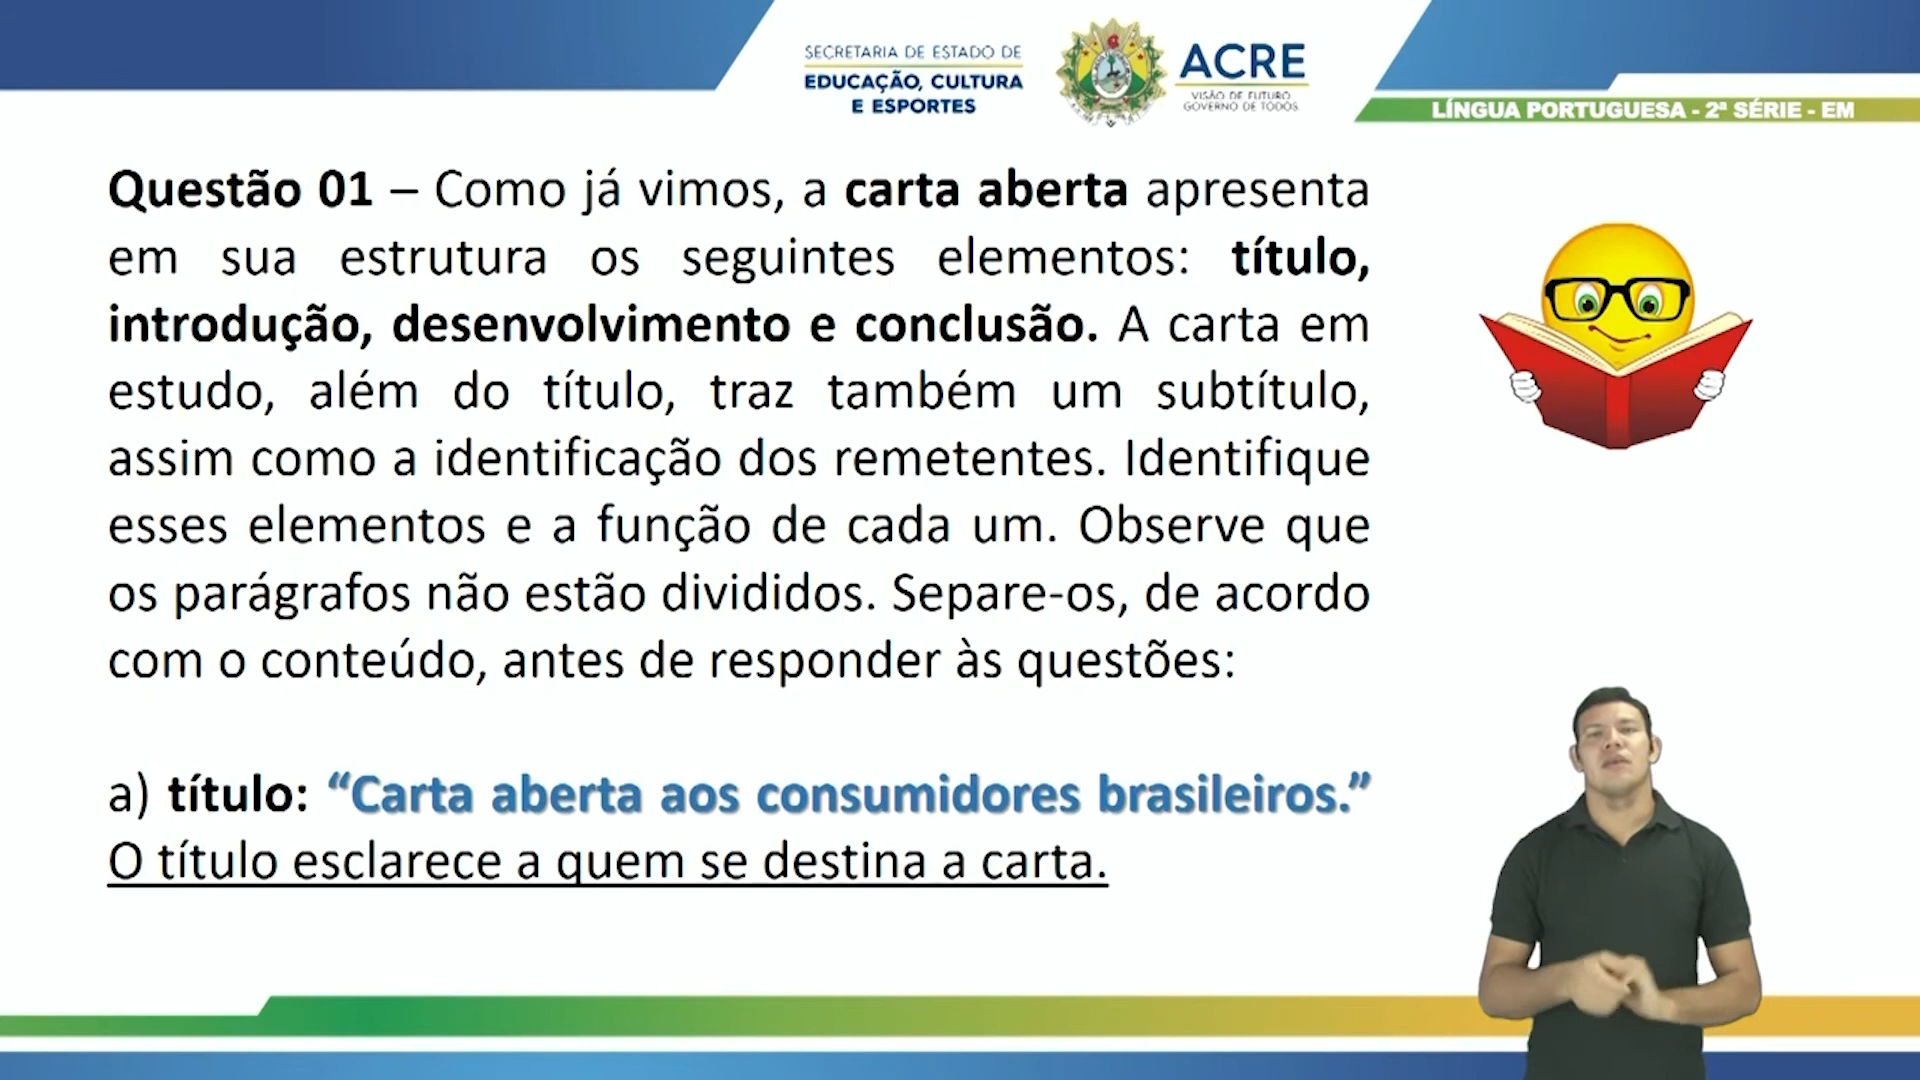 SECRETARIA DE ESTADO DE
EDUCAÇÃO, CULTURA
E ESPORTES
ACRE
VISÃO DE FUTURO
GOVERNO DE TODOS
LÍNGUA PORTUGUESA - 2ª SÉRIE - EM
Questão 01 – Como já vimos, a carta aberta apresenta
em sua estrutura os seguintes elementos: título,
introdução, desenvolvimento e conclusão. A carta em
estudo, além do título, traz também um subtítulo,
assim como a identificação dos remetentes. Identifique
esses elementos e a função de cada um. Observe que
os parágrafos não estão divididos. Separe-os, de acordo
com o conteúdo, antes de responder às questões:
a) título: “Carta aberta aos consumidores brasileiros.”
O título esclarece a quem se destina a carta.